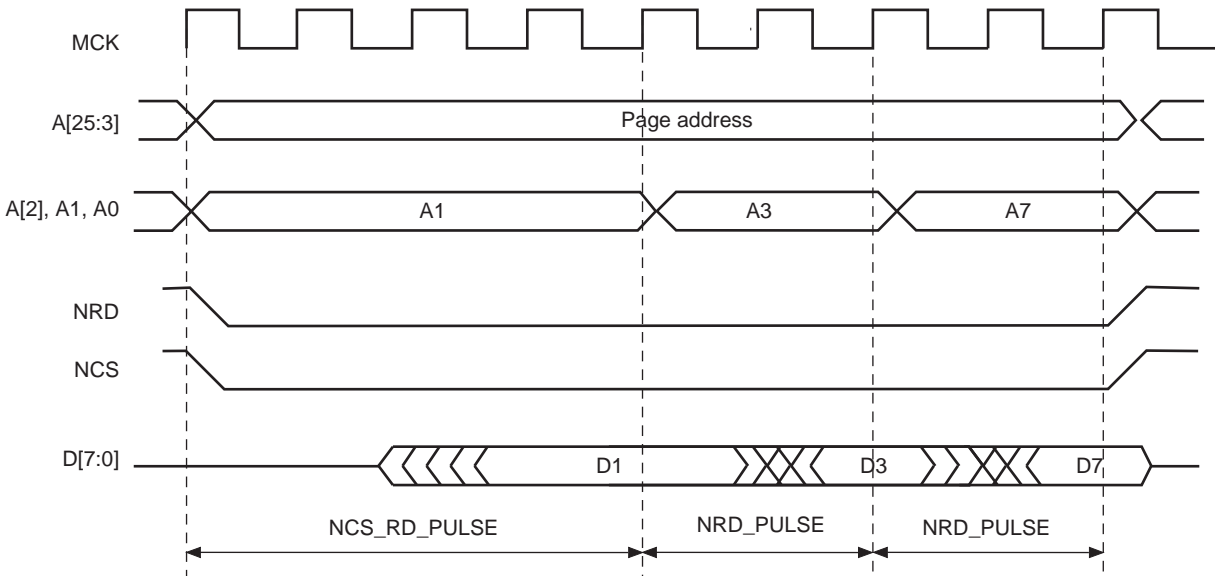 MCK
A[25:3]
Page address
A[2], A1, A0
A1
A3
A7
NRD
NCS
D[7:0]
D1
D3
D7
NCS_RD_PULSE
NRD_PULSE
NRD_PULSE